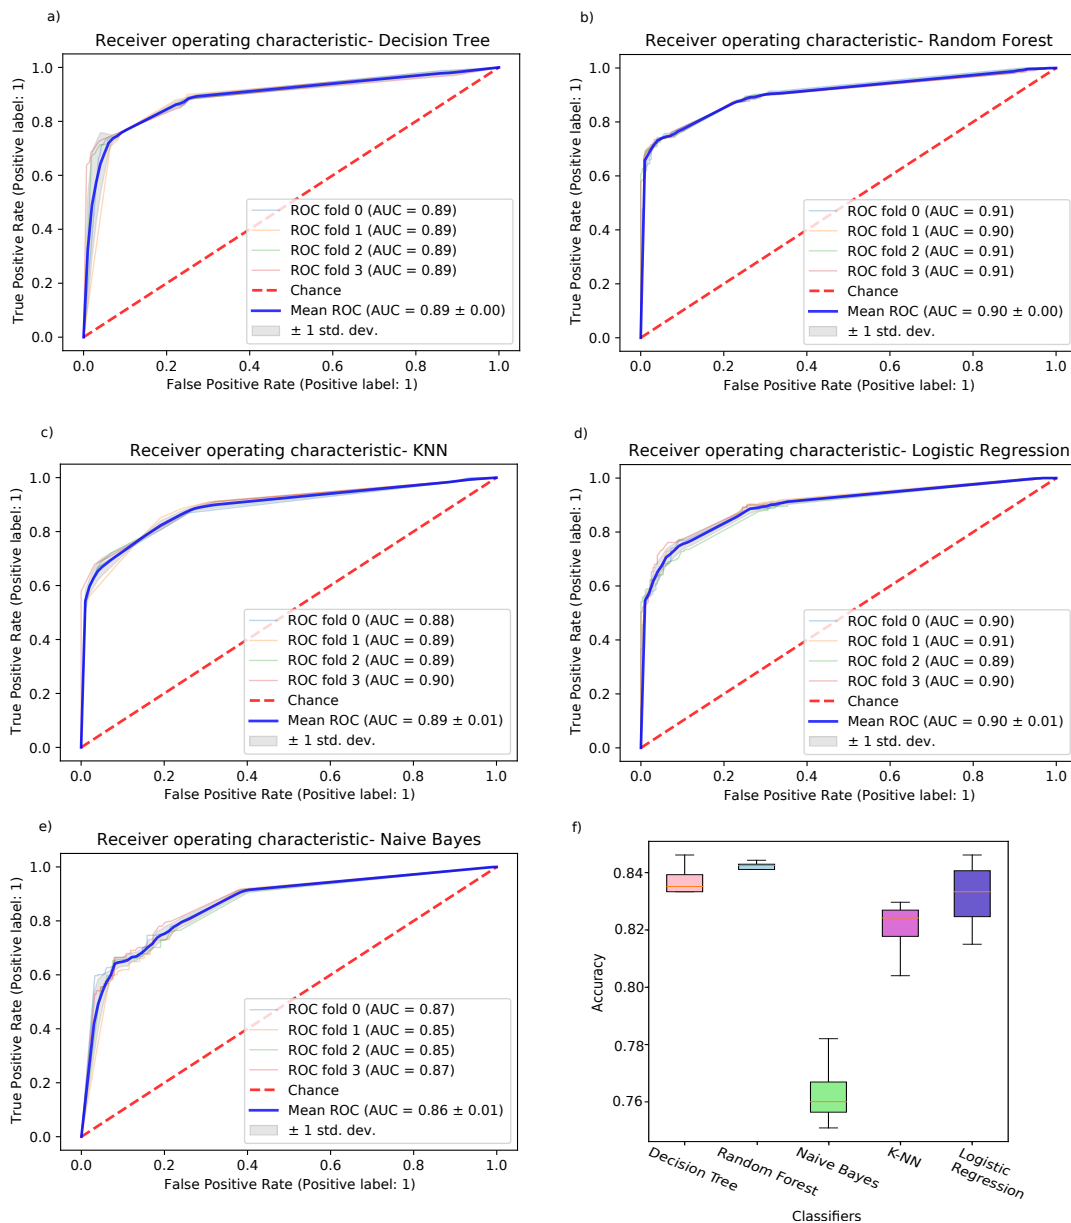 a)
Receiver operating characteristic- Decision Tree
True Positive Rate (Positive label: 1)
1.0
0.8
0.6
0.4
0.2
0.0
ROC fold 0 (AUC = 0.89)
ROC fold 1 (AUC = 0.89)
ROC fold 2 (AUC = 0.89)
ROC fold 3 (AUC = 0.89)
Chance
Mean ROC (AUC = 0.89 ± 0.00)
± 1 std. dev.
0.0 0.2 0.4 0.6 0.8 1.0
False Positive Rate (Positive label: 1)
b)
Receiver operating characteristic- Random Forest
True Positive Rate (Positive label: 1)
1.0
0.8
0.6
0.4
0.2
0.0
ROC fold 0 (AUC = 0.91)
ROC fold 1 (AUC = 0.90)
ROC fold 2 (AUC = 0.91)
ROC fold 3 (AUC = 0.91)
Chance
Mean ROC (AUC = 0.90 ± 0.00)
± 1 std. dev.
0.0 0.2 0.4 0.6 0.8 1.0
False Positive Rate (Positive label: 1)
c)
Receiver operating characteristic- KNN
True Positive Rate (Positive label: 1)
1.0
0.8
0.6
0.4
0.2
0.0
ROC fold 0 (AUC = 0.88)
ROC fold 1 (AUC = 0.89)
ROC fold 2 (AUC = 0.89)
ROC fold 3 (AUC = 0.90)
Chance
Mean ROC (AUC = 0.89 ± 0.01)
± 1 std. dev.
0.0 0.2 0.4 0.6 0.8 1.0
False Positive Rate (Positive label: 1)
d)
Receiver operating characteristic- Logistic Regression
True Positive Rate (Positive label: 1)
1.0
0.8
0.6
0.4
0.2
0.0
ROC fold 0 (AUC = 0.90)
ROC fold 1 (AUC = 0.91)
ROC fold 2 (AUC = 0.89)
ROC fold 3 (AUC = 0.90)
Chance
Mean ROC (AUC = 0.90 ± 0.01)
± 1 std. dev.
0.0 0.2 0.4 0.6 0.8 1.0
False Positive Rate (Positive label: 1)
e)
Receiver operating characteristic- Naive Bayes
True Positive Rate (Positive label: 1)
1.0
0.8
0.6
0.4
0.2
0.0
ROC fold 0 (AUC = 0.87)
ROC fold 1 (AUC = 0.85)
ROC fold 2 (AUC = 0.85)
ROC fold 3 (AUC = 0.87)
Chance
Mean ROC (AUC = 0.86 ± 0.01)
± 1 std. dev.
0.0 0.2 0.4 0.6 0.8 1.0
False Positive Rate (Positive label: 1)
f)
Accuracy
0.84
0.82
0.80
0.78
0.76
Decision Tree
Random Forest
Naive Bayes
K-NN
Logistic
Regression
Classifiers